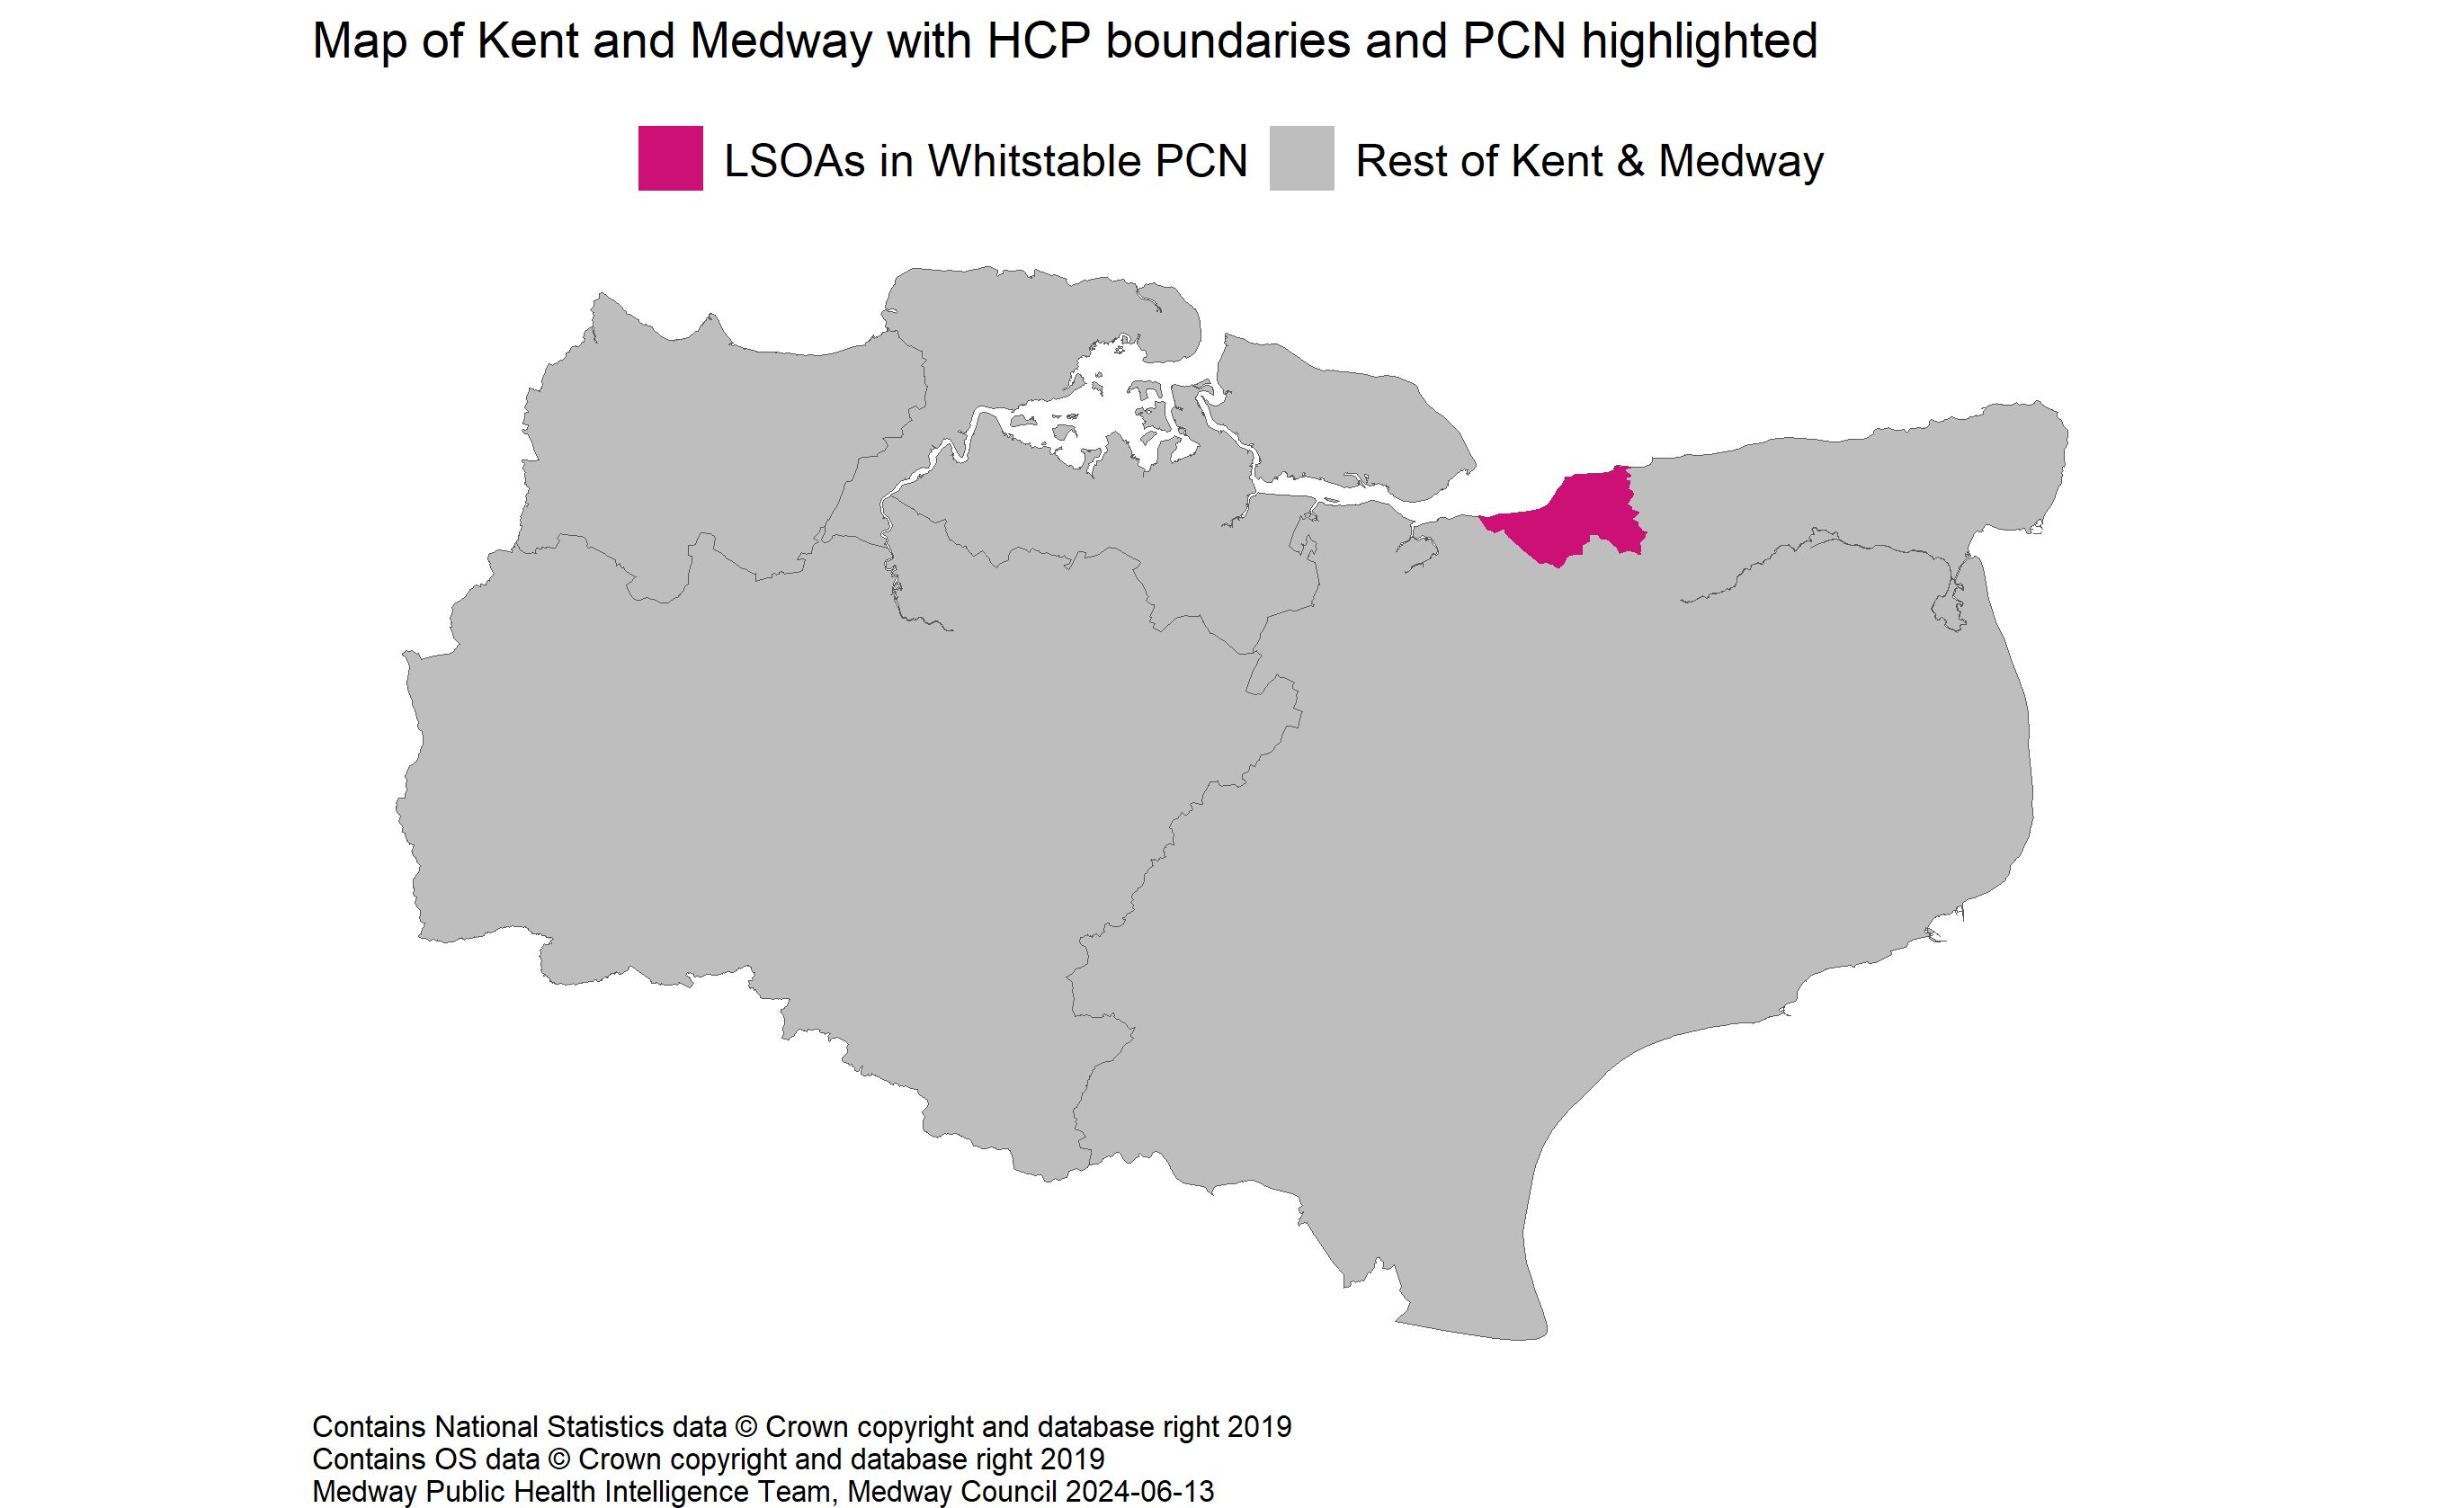 Map of Kent and Medway with HCP boundaries and PCN highlighted
LSOAs in Whitstable PCN Rest of Kent & Medway
Contains National Statistics data © Crown copyright and database right 2019
Contains OS data © Crown copyright and database right 2019
Medway Public Health Intelligence Team, Medway Council 2024-06-13